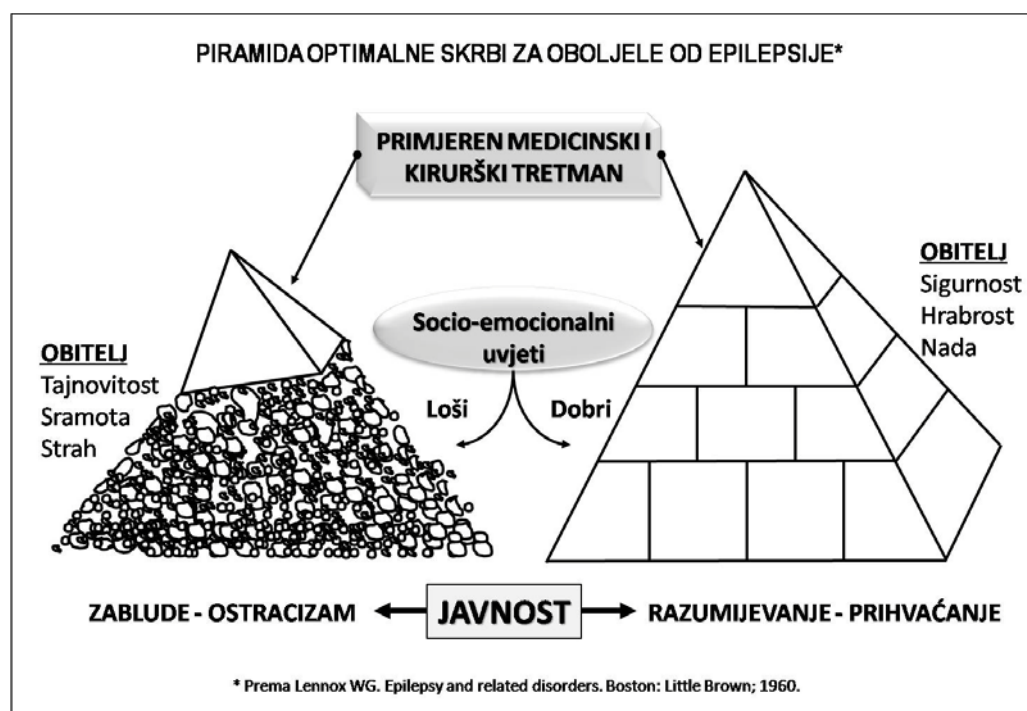 PIRAMIDA OPTIMALNE SKRBI ZA OBOLJELE OD EPILEPSIJE*
PRIMJEREN MEDICINSKI I
KIRURŠKI TRETMAN
OBITELJ
Sigurnost
Hrabrost
Nada
Socio-emocionalni
uvjeti
OBITELJ
Tajnovitost
Sramota
Strah
Loši
Dobri
ZABLUDE - OSTRACIZAM
JAVNOST
RAZUMIJEVANJE - PRIHVAĆANJE
* Prema Lennox WG. Epilepsy and related disorders. Boston: Little Brown; 1960.